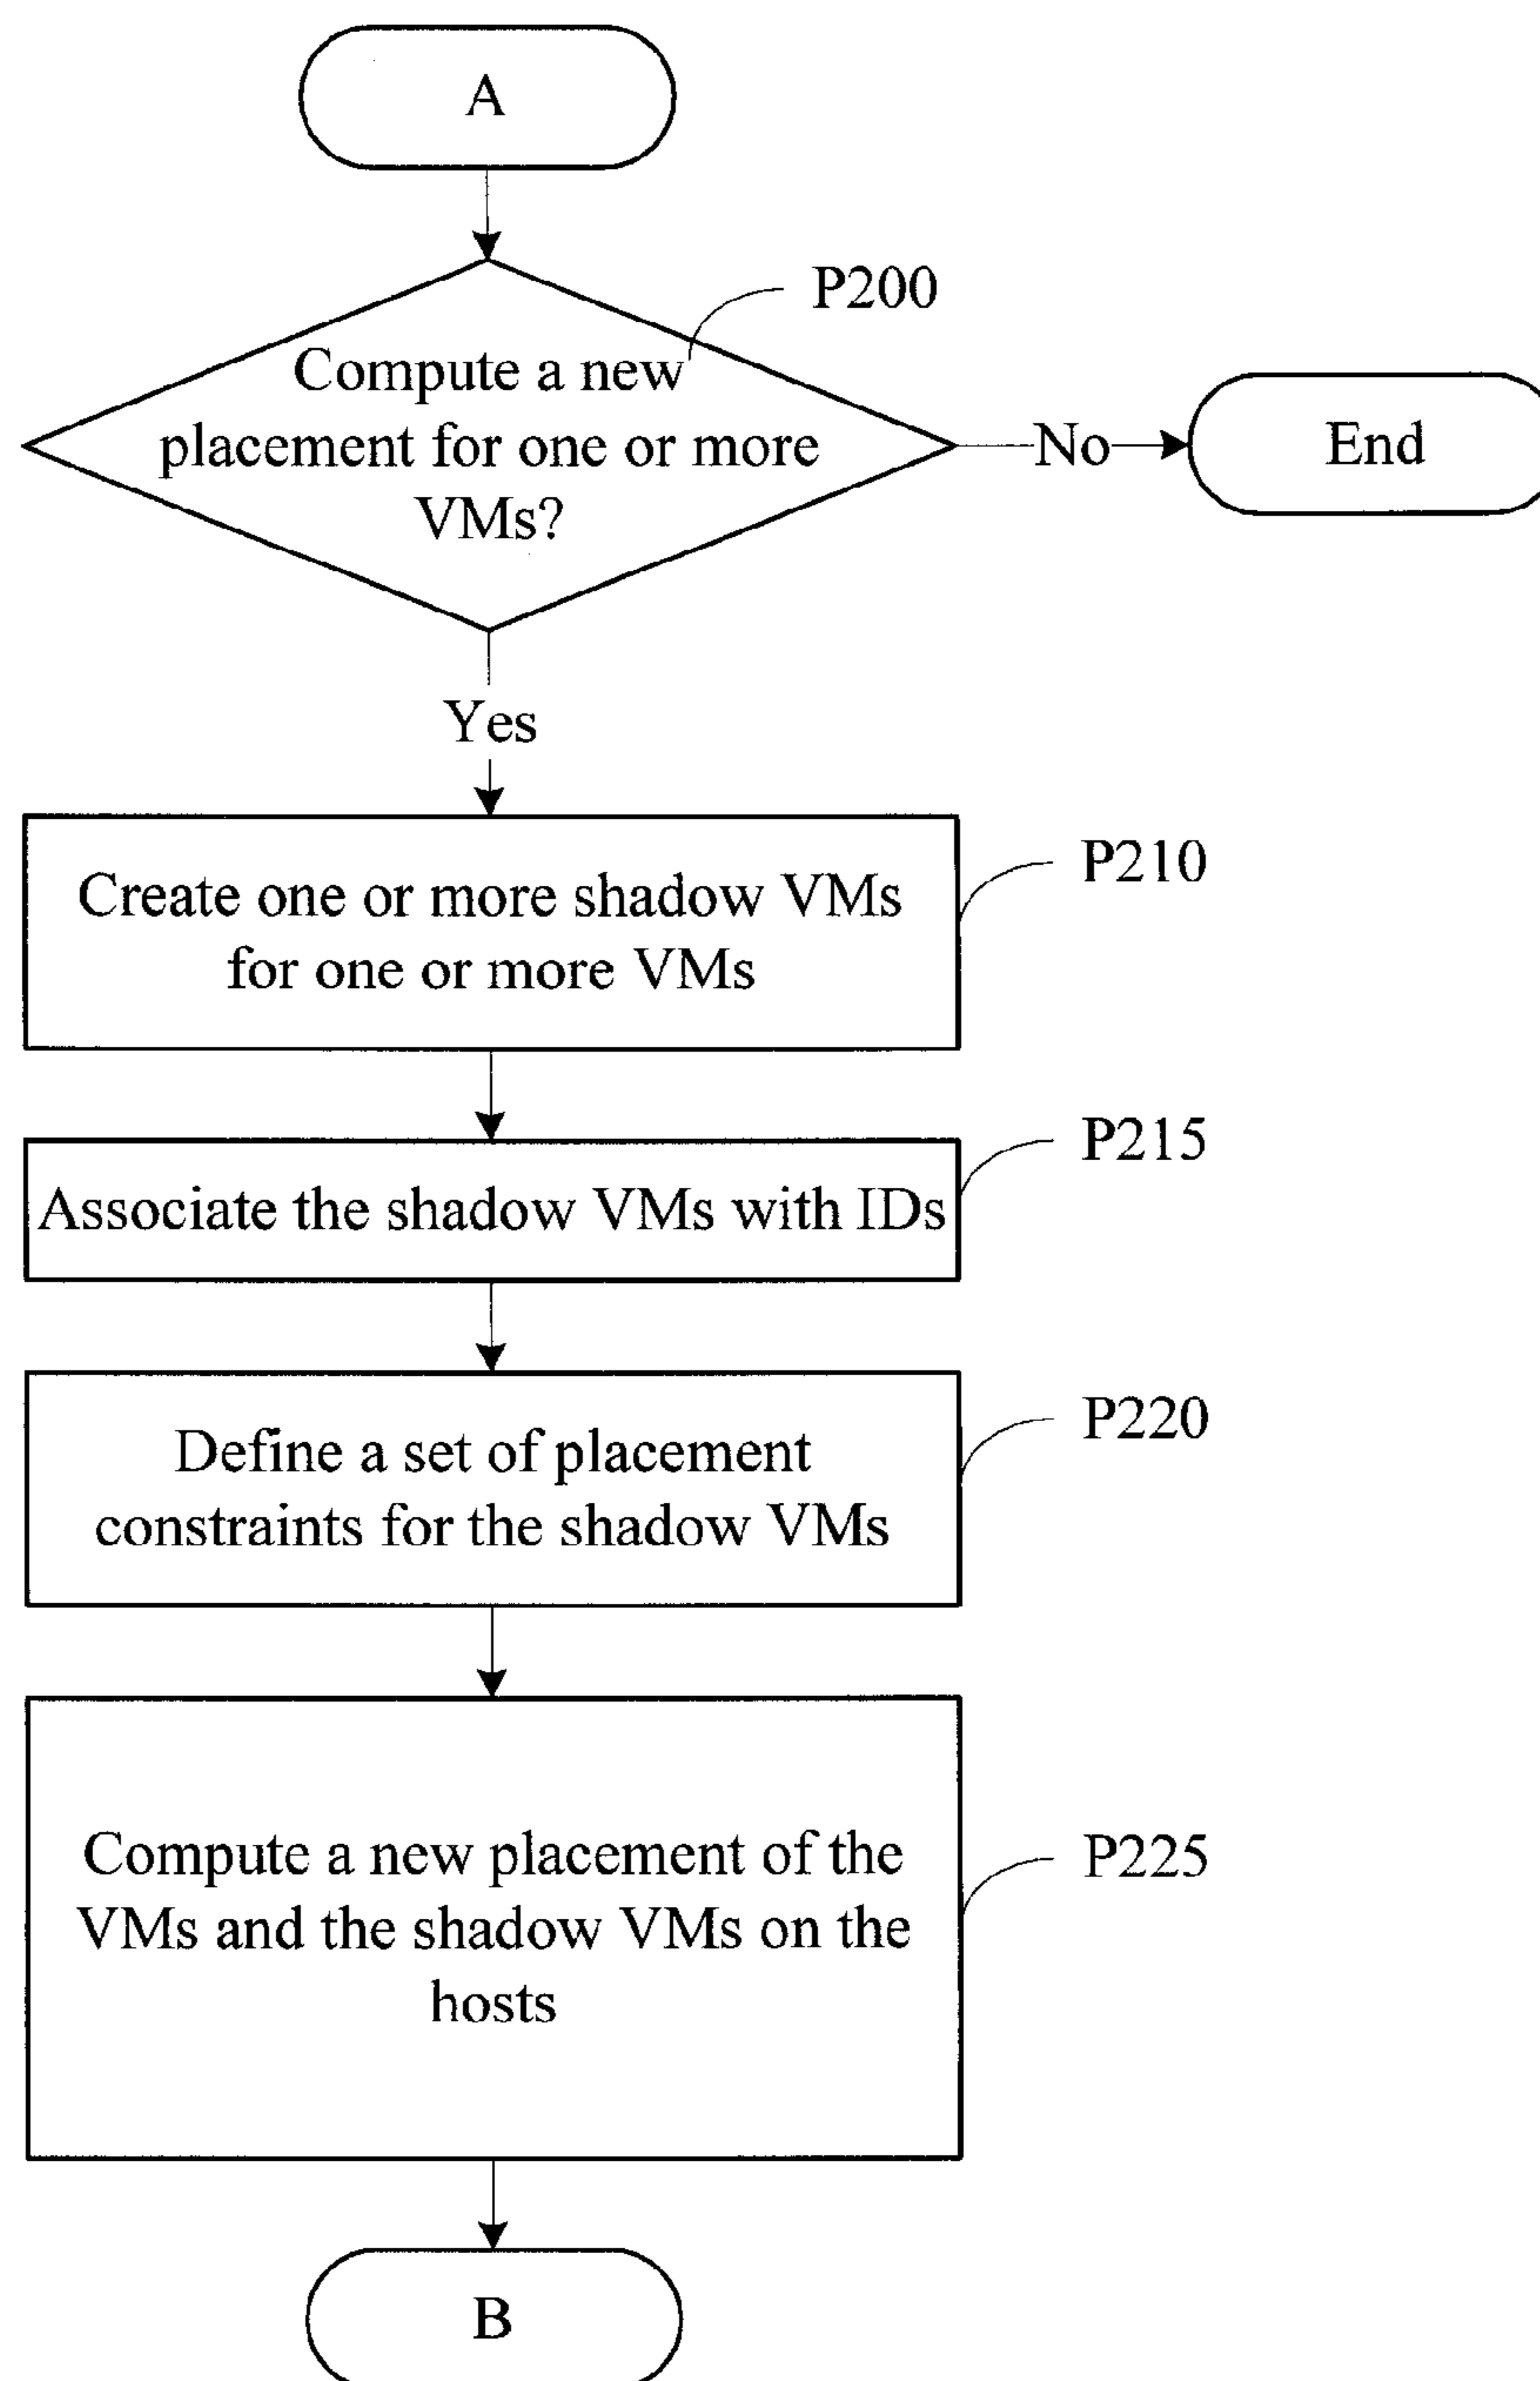 A
P200
Compute a new
placement for one or more
VMs?
No
End
Yes
P210
Create one or more shadow VMs
for one or more VMs
P215
Associate the shadow VMs with IDs
P220
Define a set of placement
constraints for the shadow VMs
P225
Compute a new placement of the
VMs and the shadow VMs on the
hosts
B